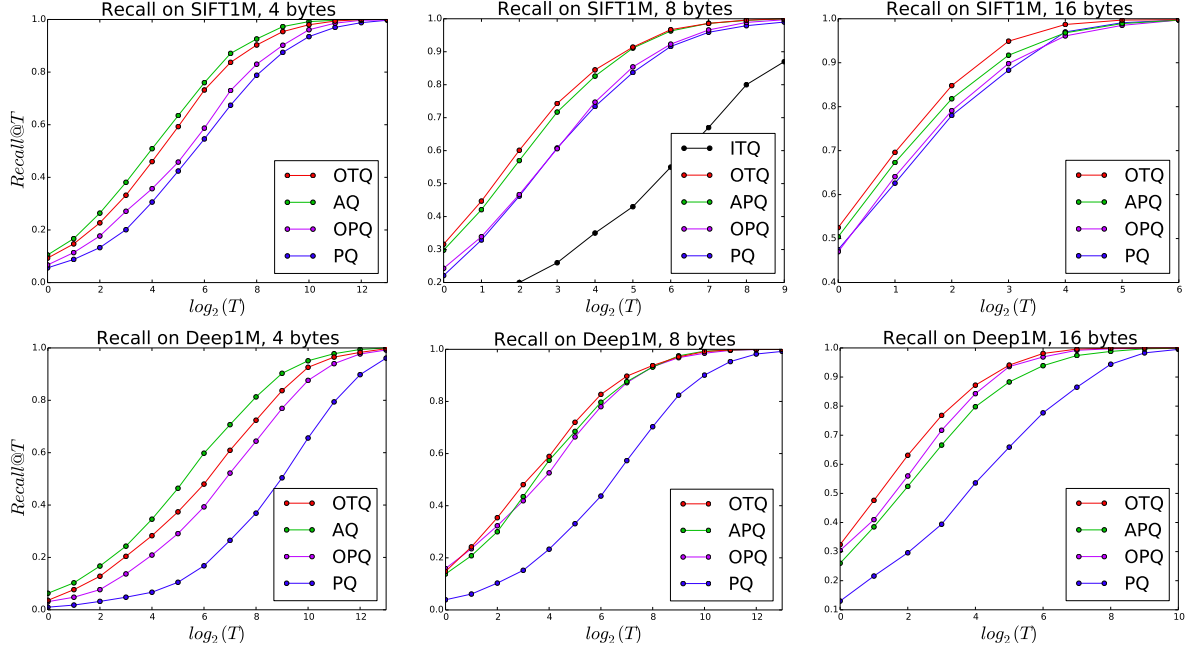 Recall on SIFT1M, 4 bytes
Recall@T
1.0
0.8
0.6
0.4
0.2
0.0
0 2 4 6 8 10 12
log2(T)
OTQ
AQ
OPQ
PQ
Recall on SIFT1M, 8 bytes
1.0
0.9
0.8
0.7
0.6
0.5
0.4
0.3
0.2
0 1 2 3 4 5 6 7 8 9
log2(T)
ITQ
OTQ
APQ
OPQ
PQ
Recall on SIFT1M, 16 bytes
1.0
0.9
0.8
0.7
0.6
0.5
0.4
0 1 2 3 4 5 6
log2(T)
OTQ
APQ
OPQ
PQ
Recall on Deep1M, 4 bytes
Recall@T
1.0
0.8
0.6
0.4
0.2
0.0
0 2 4 6 8 10 12
log2(T)
OTQ
AQ
OPQ
PQ
Recall on Deep1M, 8 bytes
1.0
0.8
0.6
0.4
0.2
0.0
0 2 4 6 8 10 12
log2(T)
OTQ
APQ
OPQ
PQ
Recall on Deep1M, 16 bytes
1.0
0.9
0.8
0.7
0.6
0.5
0.4
0.3
0.2
0.1
0 2 4 6 8 10
log2(T)
OTQ
APQ
OPQ
PQ